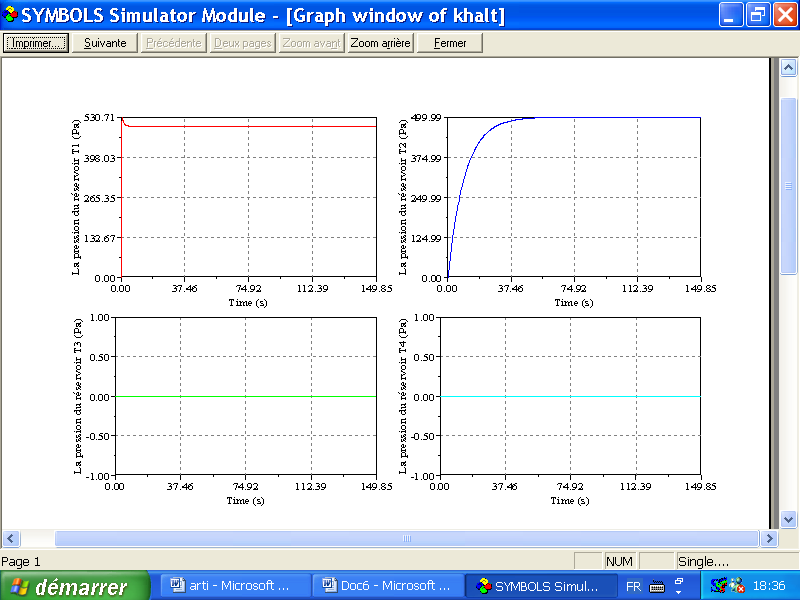 SYMBOLS Simulator Module - [Graph window of khalt]
Imprimer... Suivante Précédente Deux pages Zoom avant Zoom arrière Fermer
La pression du réservoir T1 (Pa)
530.71
398.03
265.35
132.67
0.00
0.00 37.46 74.92 112.39 149.85
Time (s)
La pression du réservoir T2 (Pa)
499.99
374.99
249.99
124.99
0.00
0.00 37.46 74.92 112.39 149.85
Time (s)
La pression du réservoir T3 (Pa)
1.00
0.50
0.00
-0.50
-1.00
0.00 37.46 74.92 112.39 149.85
Time (s)
La pression du réservoir T4 (Pa)
1.00
0.50
0.00
-0.50
-1.00
0.00 37.46 74.92 112.39 149.85
Time (s)
Page 1 NUM Single....
démarrer arti - Microsoft ... Doc6 - Microsoft ... SYMBOLS Simul... FR 18:36